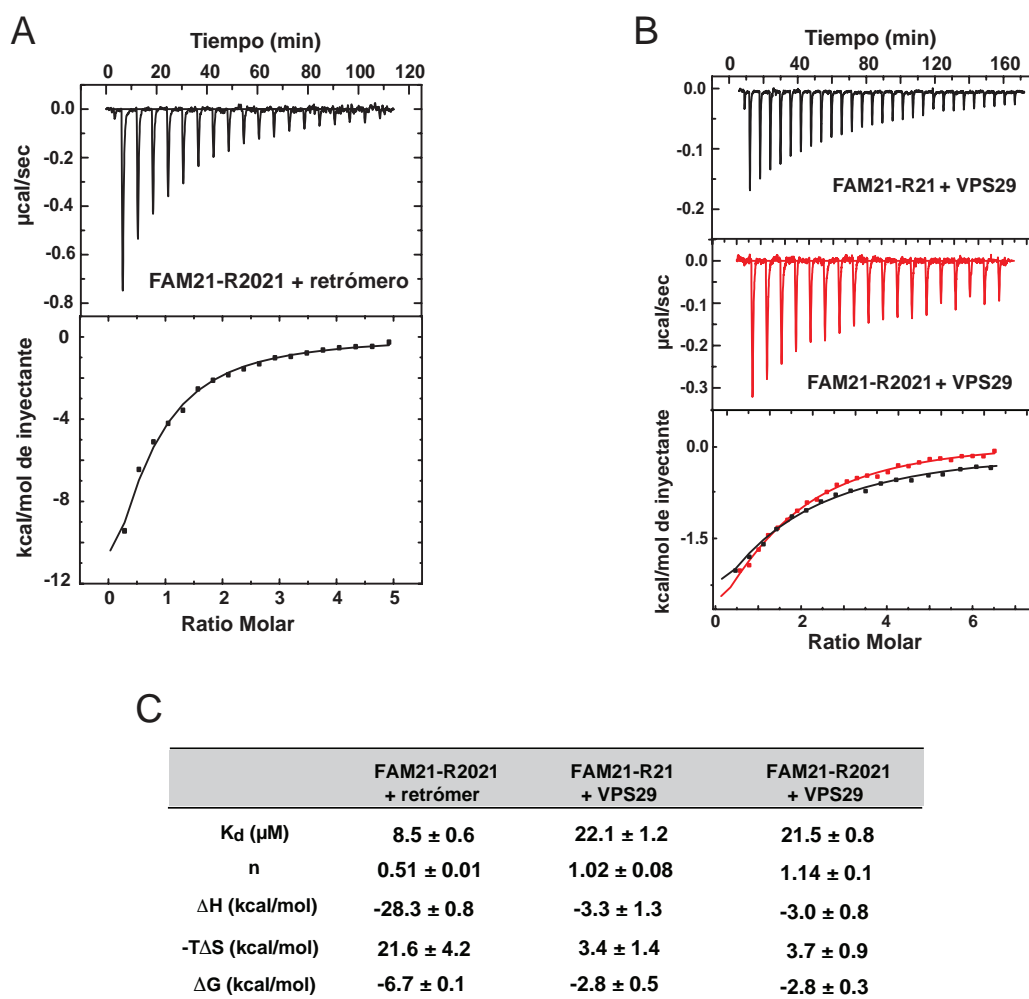 A
Tiempo (min)
0 20 40 60 80 100 120
0.0
-0.2
-0.4
-0.6
-0.8
µcal/sec
FAM21-R2021 + retrómero
0
-4
-8
-12
kcal/mol de inyectante
0 1 2 3 4 5
Ratio Molar
B
Tiempo (min)
0 40 80 120 160
0.0
-0.1
-0.2
µcal/sec
FAM21-R21 + VPS29
0.0
-0.1
-0.2
-0.3
µcal/sec
FAM21-R2021 + VPS29
0.0
-1.5
kcal/mol de inyectante
0 2 4 6
Ratio Molar
C
FAM21-R2021 FAM21-R21 FAM21-R2021
+ retrómer + VPS29 + VPS29
Kd (µM) 8.5 ± 0.6 22.1 ± 1.2 21.5 ± 0.8
n 0.51 ± 0.01 1.02 ± 0.08 1.14 ± 0.1
ΔH (kcal/mol) -28.3 ± 0.8 -3.3 ± 1.3 -3.0 ± 0.8
-TΔS (kcal/mol) 21.6 ± 4.2 3.4 ± 1.4 3.7 ± 0.9
ΔG (kcal/mol) -6.7 ± 0.1 -2.8 ± 0.5 -2.8 ± 0.3